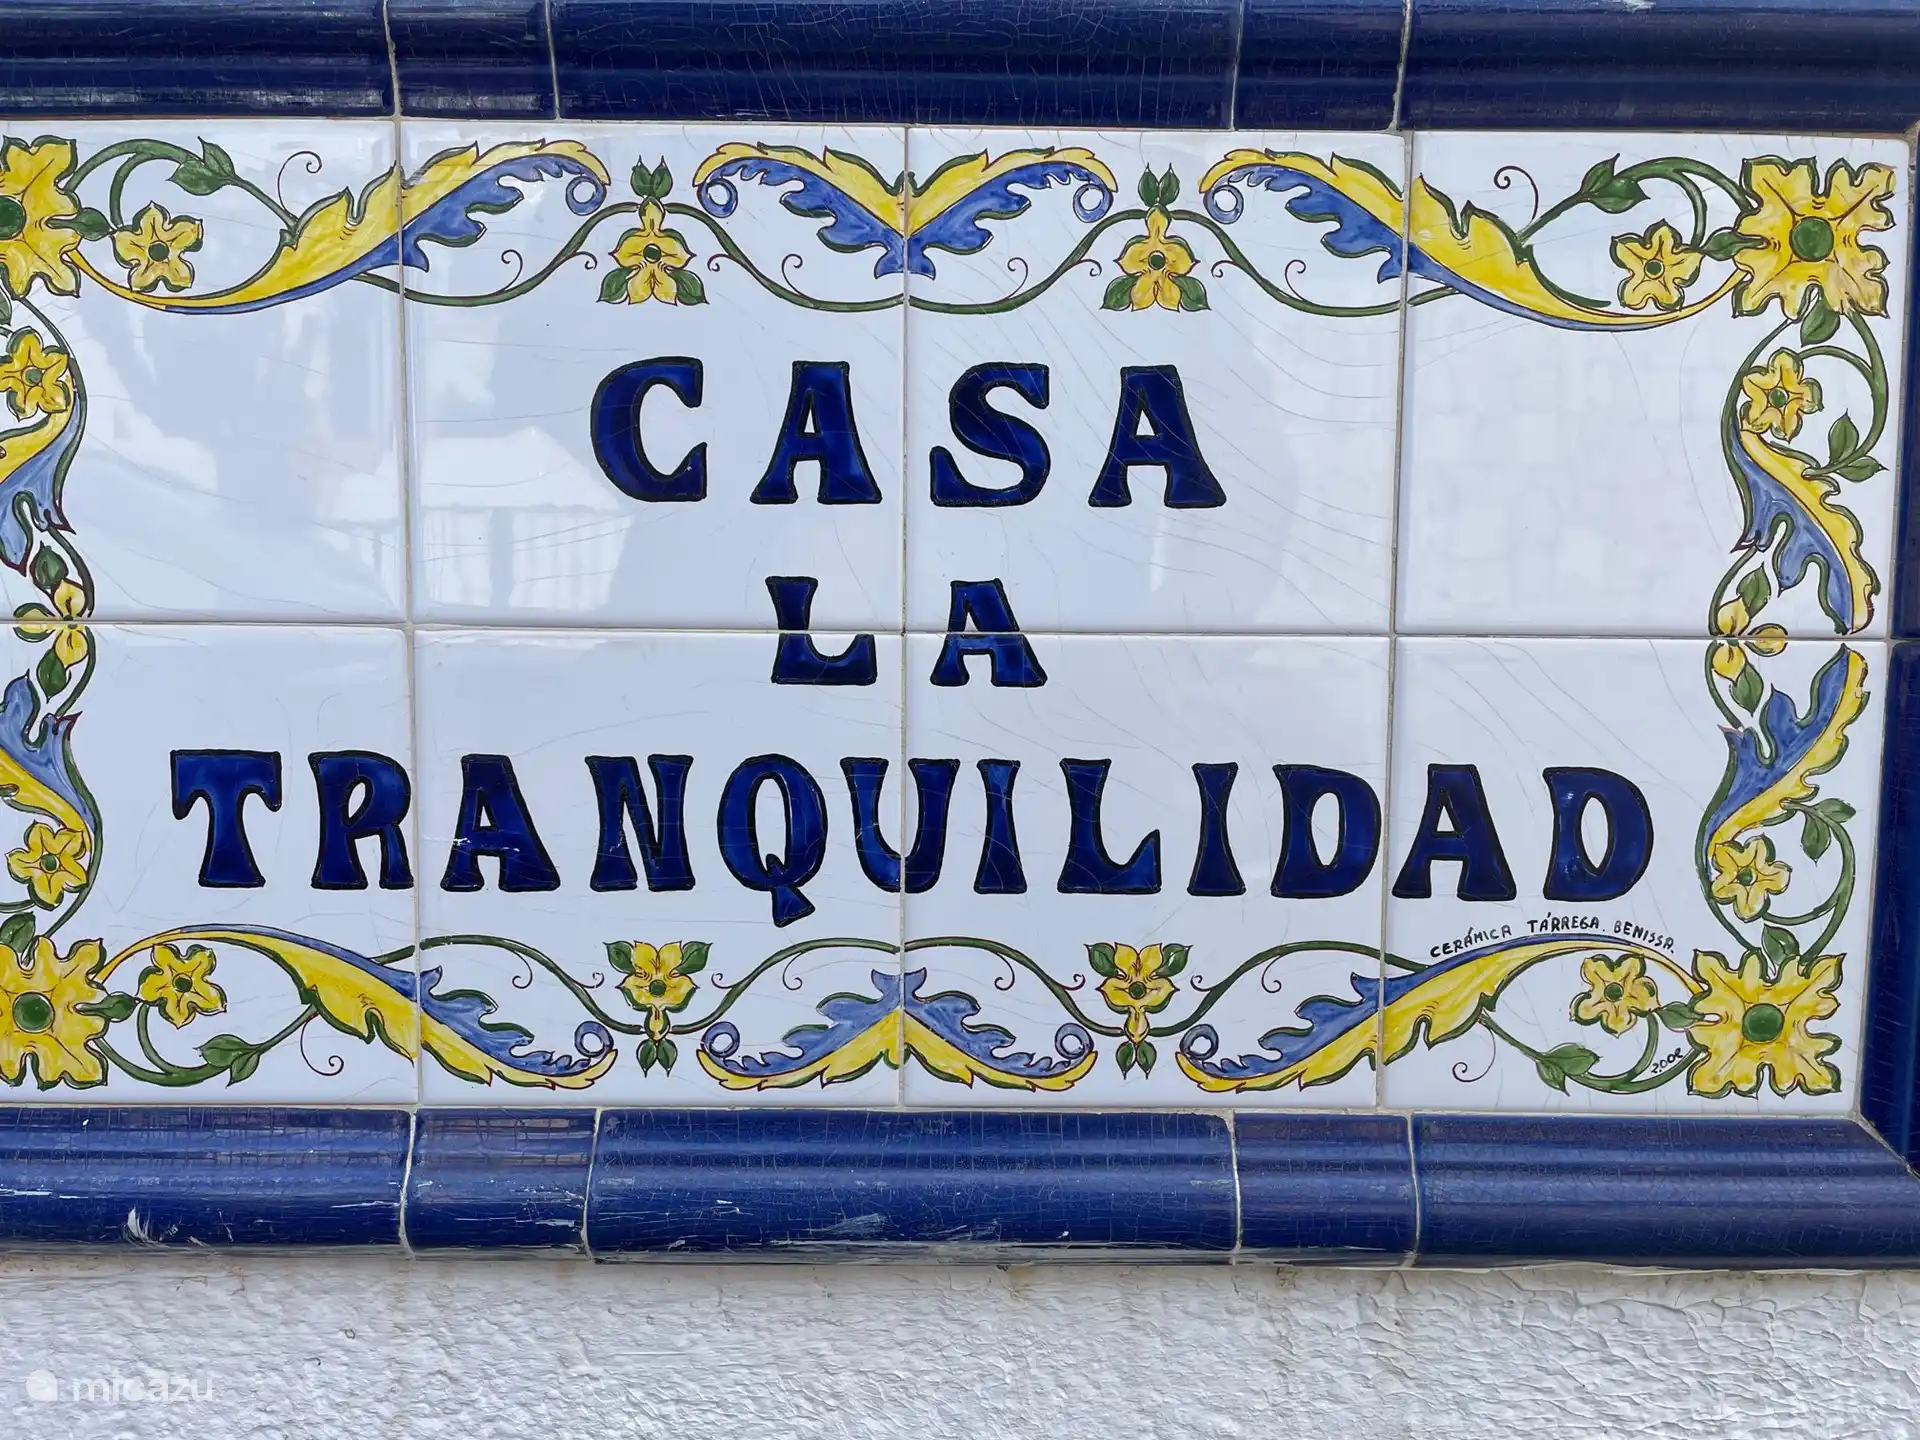 CASA
LA
TRANQUILIDAD
CERÁMICA TÁRREGA. BENISSA.
micazu